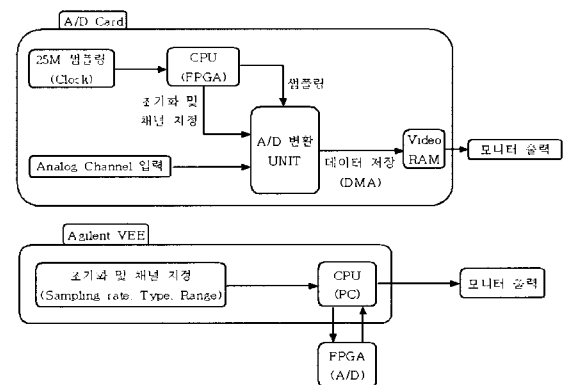 A/D Card
25M 샘플링
(Clock)
CPU
(FPGA)
샘플링
초기화 및
채널 지정
A/D 변환
UNIT
Analog Channel 입력
데이터 저장
(DMA)
Video
RAM
모니터 출력
Agilent VEE
초기화 및 채널 지정
(Sampling rate, Type, Range)
CPU
(PC)
모니터 출력
FPGA
(A/D)